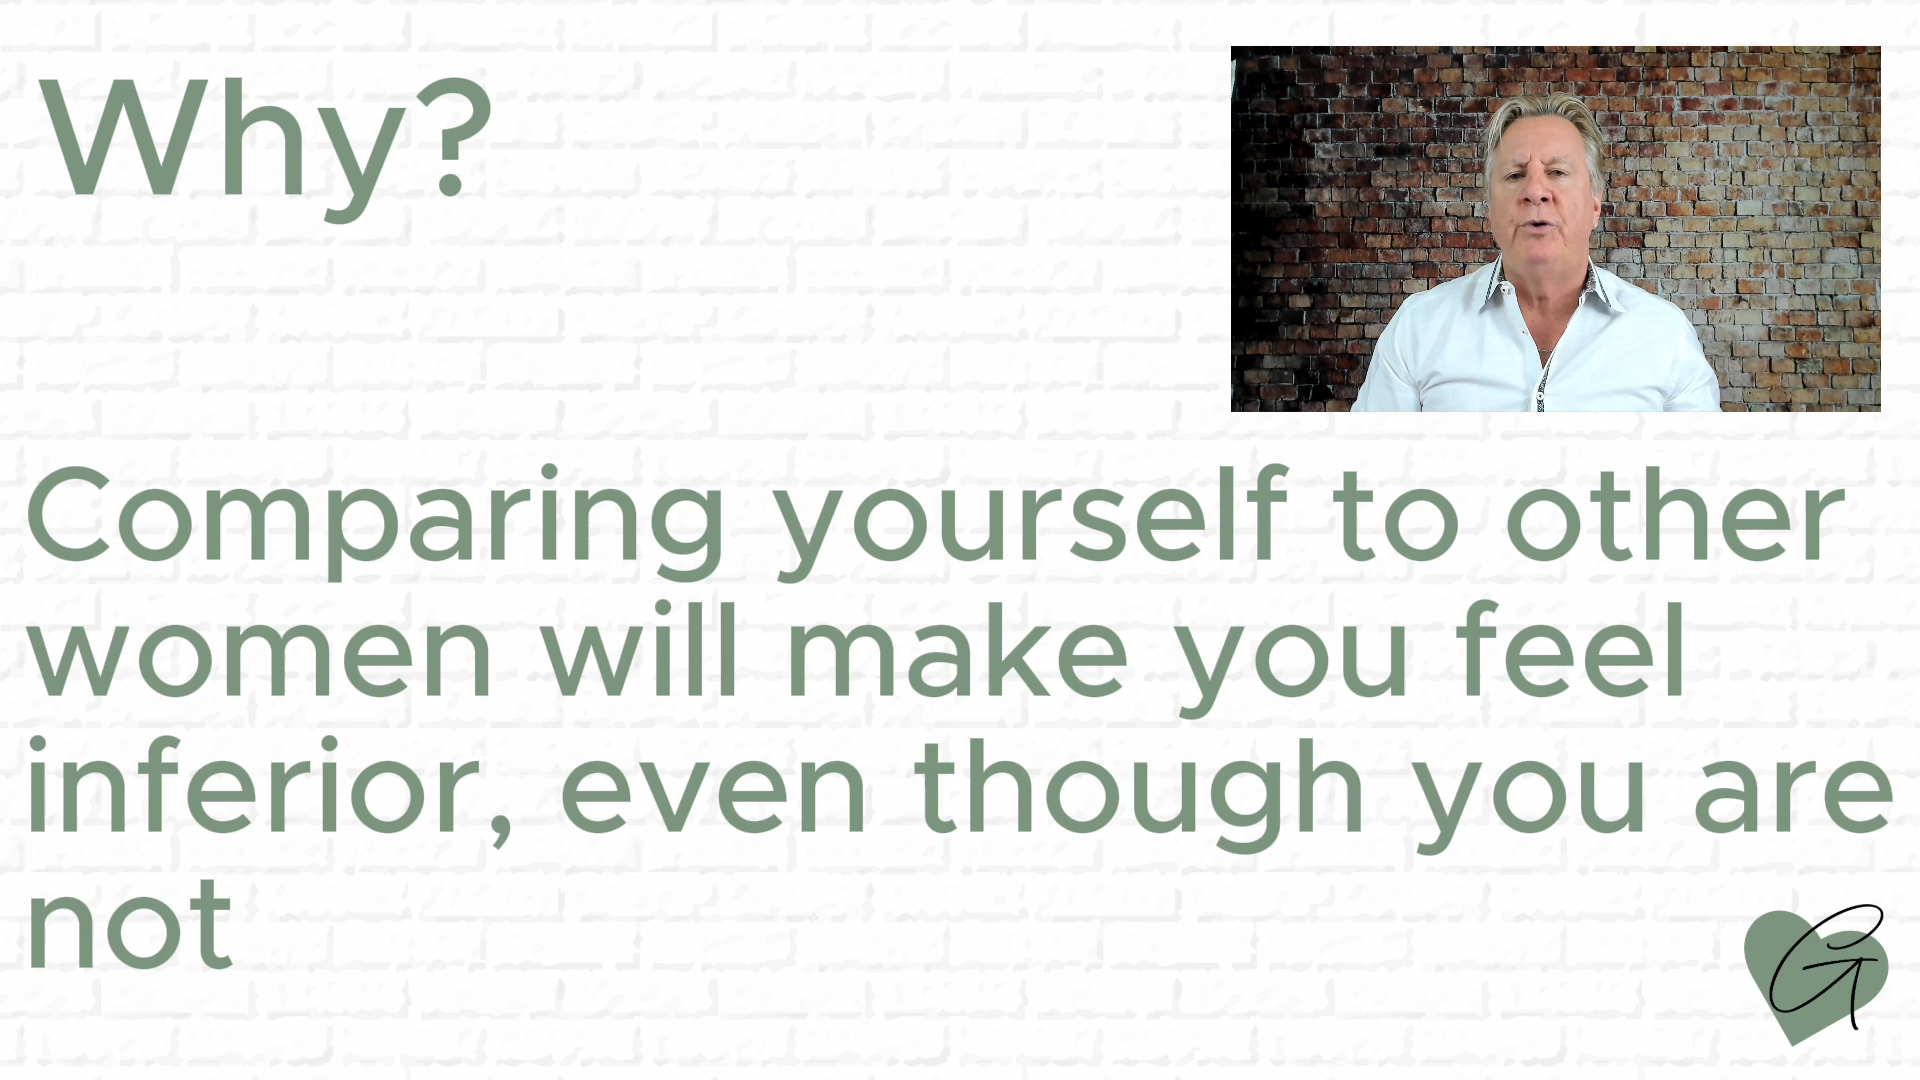 Why?
Comparing yourself to other
women will make you feel
inferior, even though you are
not
G